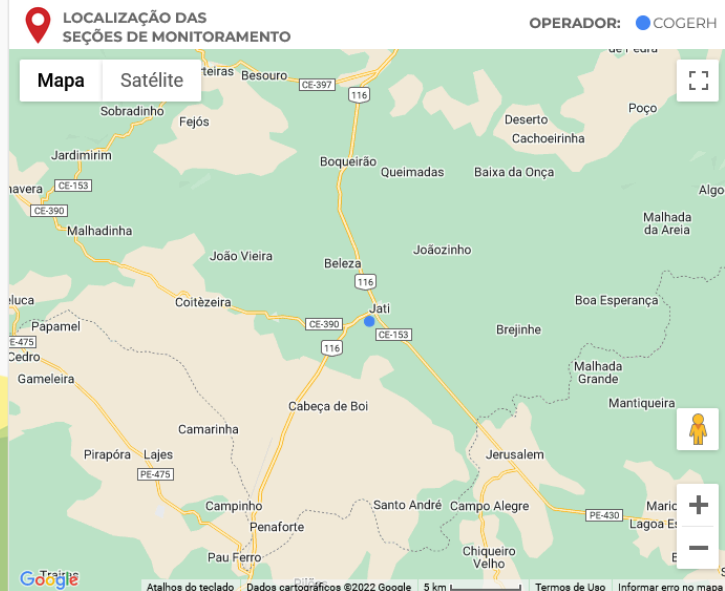 LOCALIZAÇÃO DAS
SEÇÕES DE MONITORAMENTO
OPERADOR: COGERH
Mapa Satélite
Besouro
CE-397
116
Sobradinho
Fejós
Poço
Deserto
Cachoeirinha
Jardimirim
Boqueirão
Queimadas
Baixa da Onça
CE-153
CE-390
Algo
Malhadinha
Malhada
da Areia
João Vieira
Joãozinho
Beleza
116
Coitèzeira
Boa Esperança
Jati
CE-390
CE-153
Papamel
Brejinhe
116
Cedro
Gameleira
Malhada
Grande
Cabeça de Boi
Mantiqueira
Camarinha
Pirapóra Lajes
Jerusalem
PE-475
Campinho
Santo André Campo Alegre
PE-430
Penaforte
Pau Ferro
Chiqueiro
Velho
Google
Atalhos do teclado Dados cartográficos ©2022 Google 5 km Termos de Uso Informar erro no mapa